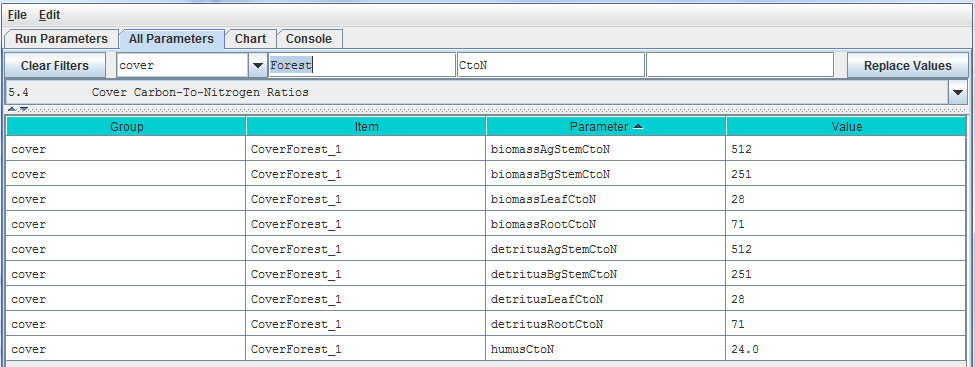 File Edit
Run Parameters All Parameters Chart Console
Clear Filters cover Forest CtoN Replace Values
5.4 Cover Carbon-To-Nitrogen Ratios
Group Item Parameter Value
cover CoverForest_1 biomassAgStemCtoN 512
cover CoverForest_1 biomassBgStemCtoN 251
cover CoverForest_1 biomassLeafCtoN 28
cover CoverForest_1 biomassRootCtoN 71
cover CoverForest_1 detritusAgStemCtoN 512
cover CoverForest_1 detritusBgStemCtoN 251
cover CoverForest_1 detritusLeafCtoN 28
cover CoverForest_1 detritusRootCtoN 71
cover CoverForest_1 humusCtoN 24.0